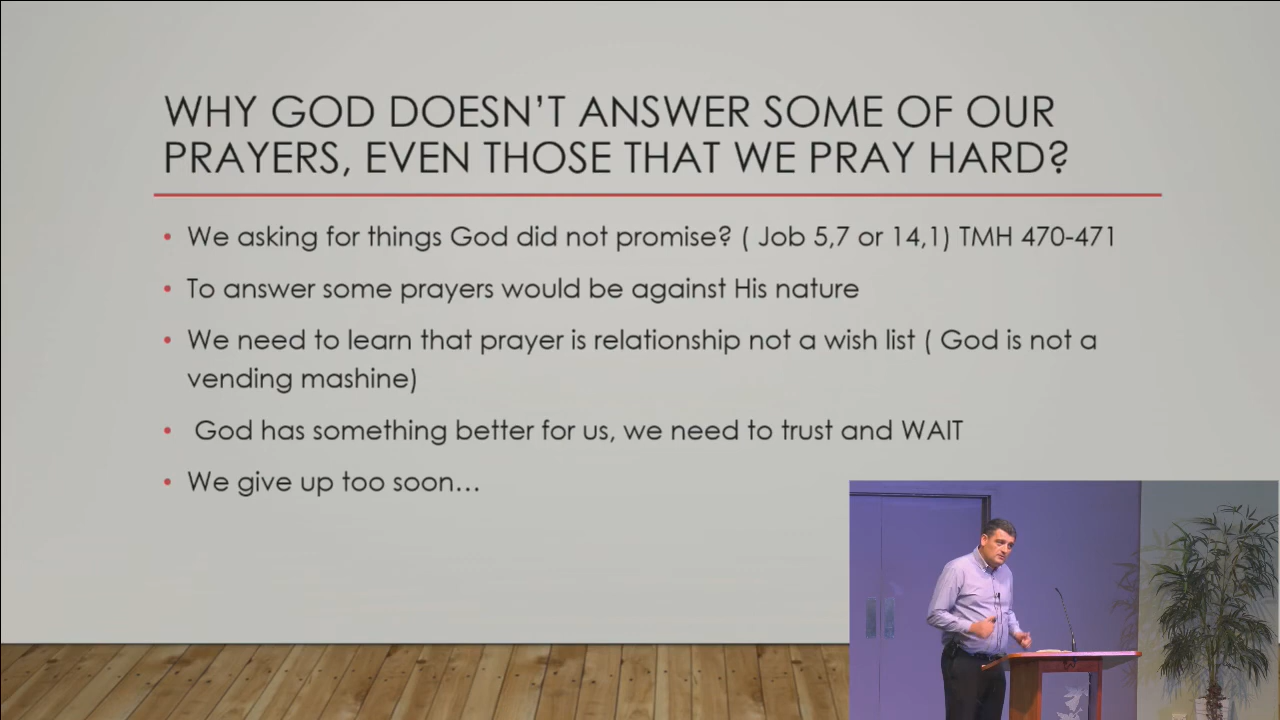 WHY GOD DOESN’T ANSWER SOME OF OUR
PRAYERS, EVEN THOSE THAT WE PRAY HARD?
• We asking for things God did not promise? ( Job 5,7 or 14,1) TMH 470-471
• To answer some prayers would be against His nature
• We need to learn that prayer is relationship not a wish list ( God is not a
vending mashine)
• God has something better for us, we need to trust and WAIT
• We give up too soon…